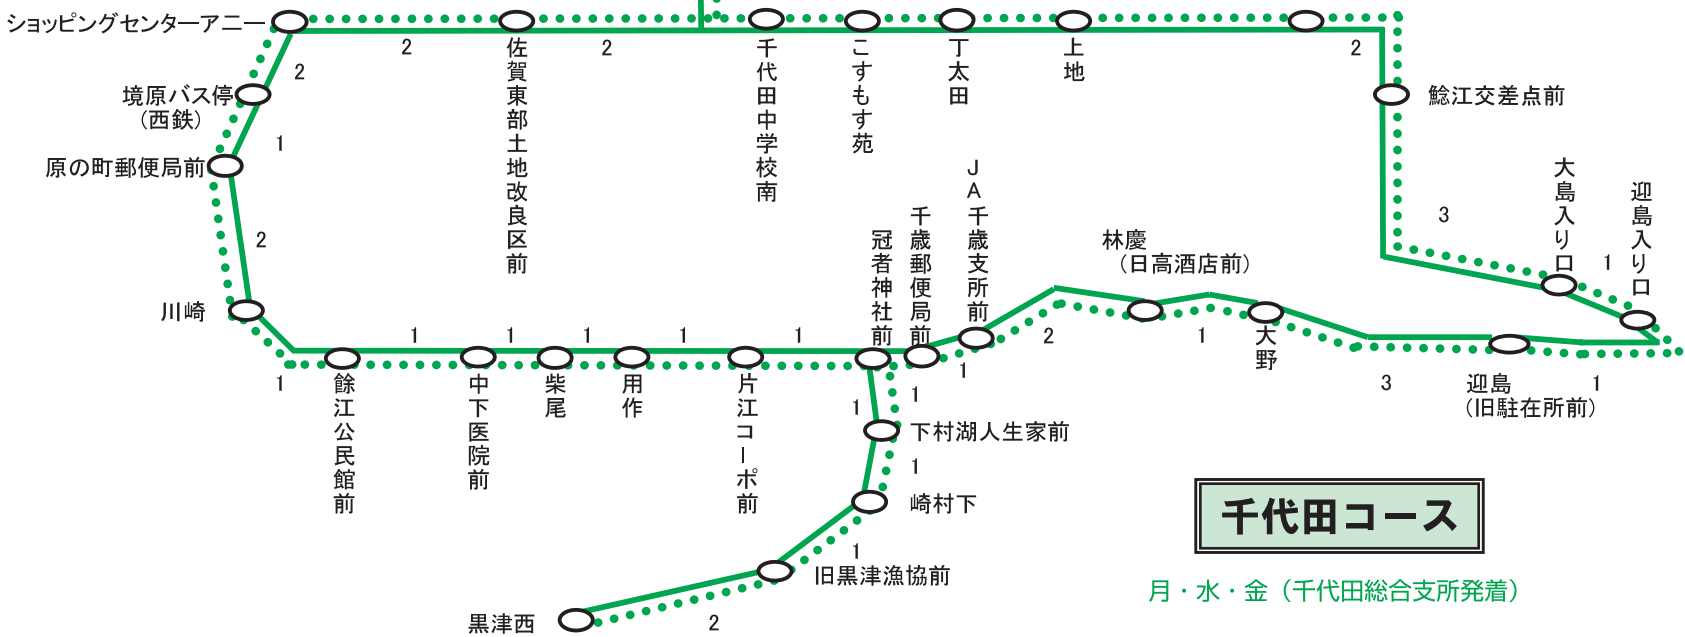 ショッピングセンターアニー
2
2
2
2
佐賀東部土地改良区前
千代田中学校南
こすもす苑
丁太田
上地
境原バス停
（西鉄）
鯰江交差点前
1
原の町郵便局前
大島入り口
迎島入り口
3
1
2
川崎
冠者神社前
千歳郵便局前
JA千歳支所前
林慶
（日高酒店前）
1
1
1
1
1
2
1
大野
1
1
3
1
餘江公民館前
中下医院前
柴尾
用作
片江コーポ前
迎島
（旧駐在所前）
1
1
下村湖人生家前
1
崎村下
1
旧黒津漁協前
黒津西
2
千代田コース
月・水・金（千代田総合支所発着）